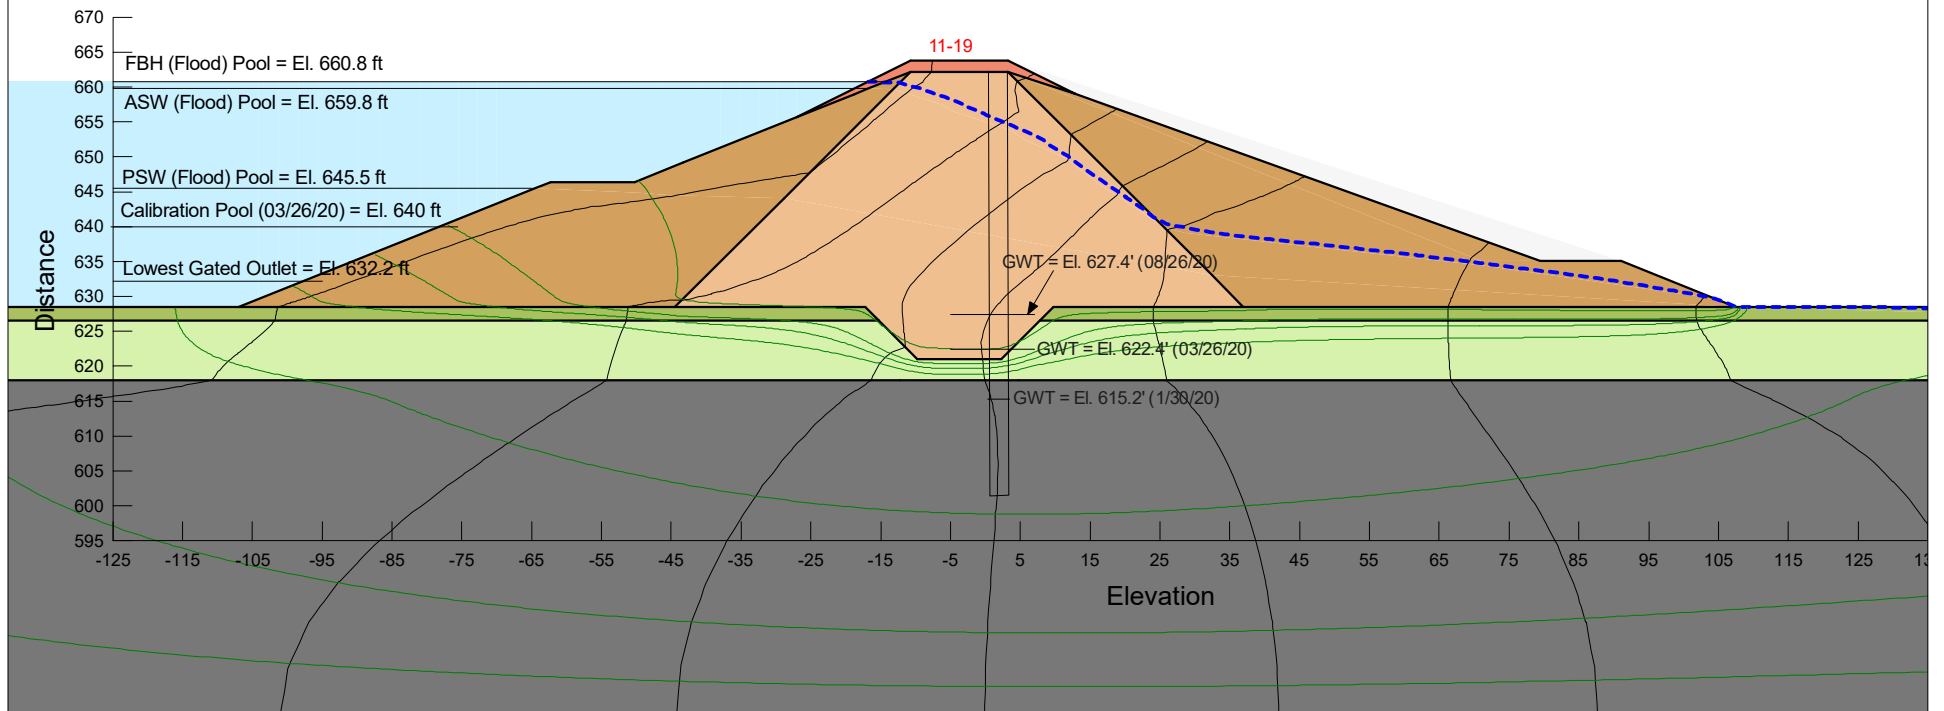 670
665
660
655
650
645
640
635
630
625
620
615
610
605
600
595
11-19
FBH (Flood) Pool = El. 660.8 ft
ASW (Flood) Pool = El. 659.8 ft
PSW (Flood) Pool = El. 645.5 ft
Calibration Pool (03/26/20) = El. 640 ft
Lowest Gated Outlet = El. 632.2 ft
Distance
GWT = El. 627.4' (08/26/20)
GWT = El. 622.4' (03/26/20)
GWT = El. 615.2' (1/30/20)
-125 -115 -105 -95 -85 -75 -65 -55 -45 -35 -25 -15 -5 5 15 25 35 45 55 65 75 85 95 105 115 125
Elevation